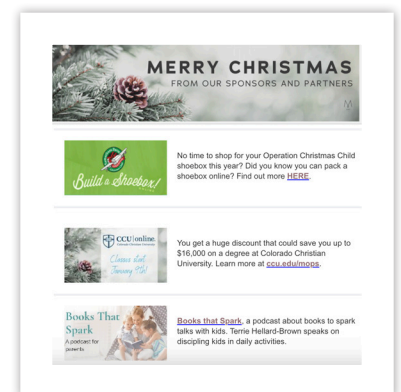 MERRY CHRISTMAS
FROM OUR SPONSORS AND PARTNERS
M
Build a Shoebox!
No time to shop for your Operation Christmas Child
shoebox this year? Did you know you can pack a
shoebox online? Find out more HERE.
CCU|online
Classes start
January 9th!
You get a huge discount that could save you up to
$16,000 on a degree at Colorado Christian
University. Learn more at ccu.edu/mops.
Books That
Spark
A podcast for
parents
Books that Spark, a podcast about books to spark
talks with kids. Terrie Hellard-Brown speaks on
discipling kids in daily activities.